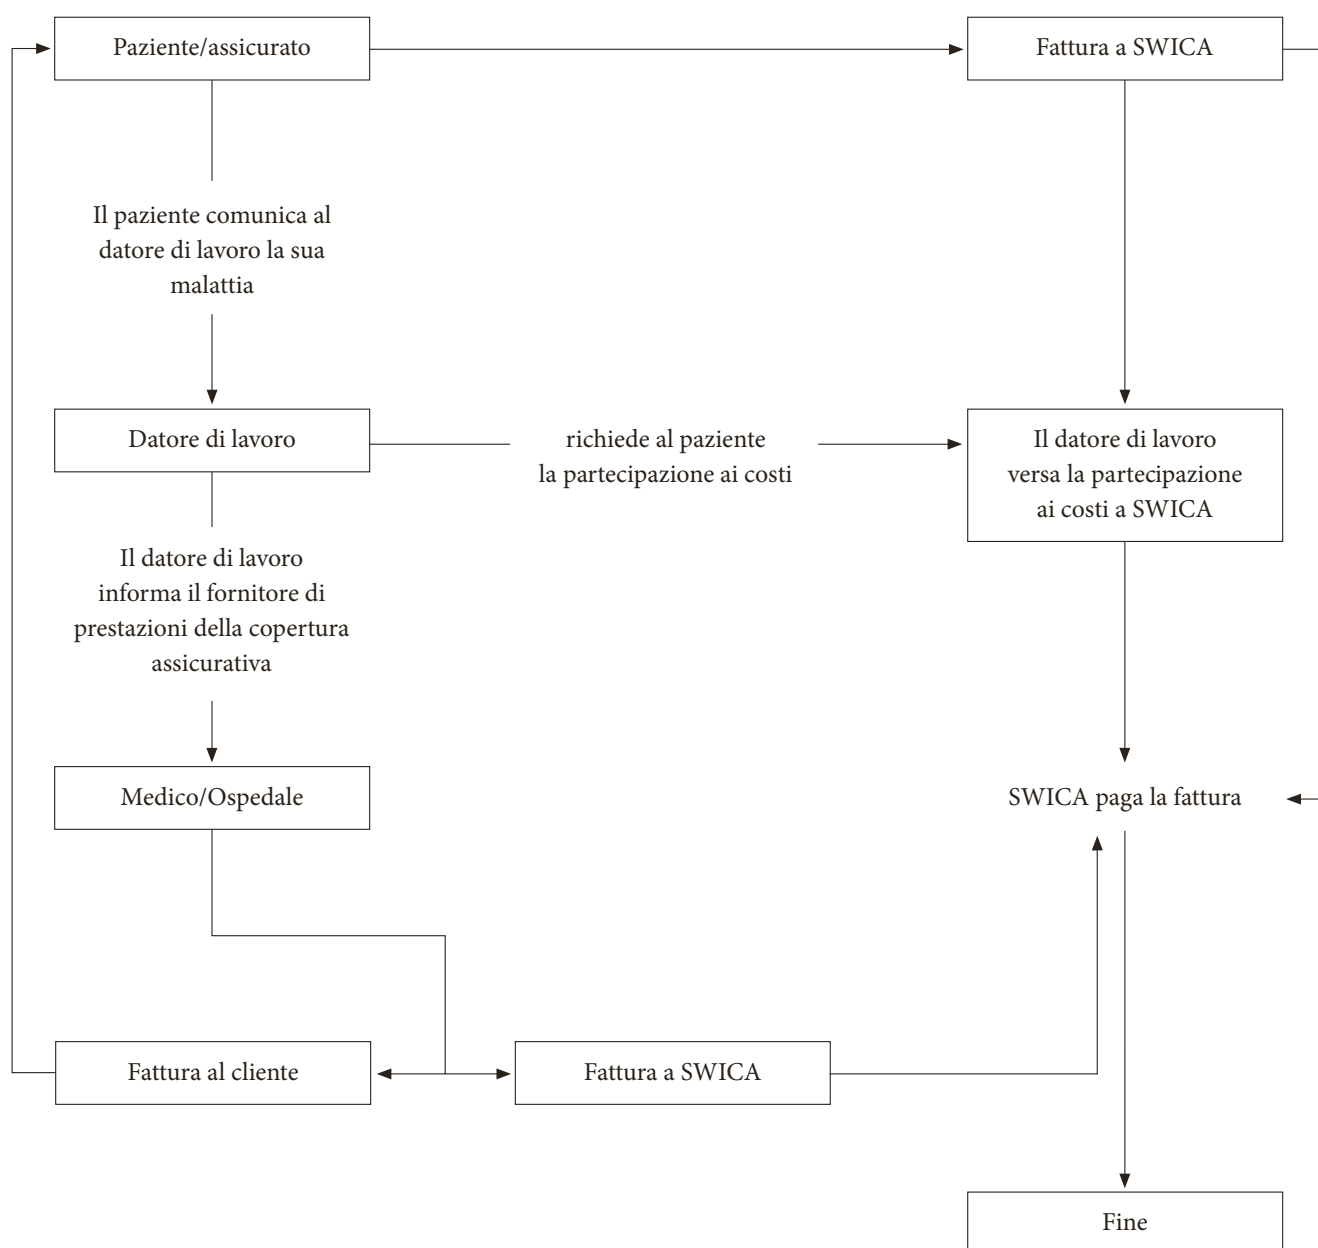 Paziente/assicurato
Fattura a SWICA
Il paziente comunica al
datore di lavoro la sua
malattia
Datore di lavoro
richiede al paziente
la partecipazione ai costi
Il datore di lavoro
versa la partecipazione
ai costi a SWICA
Il datore di lavoro
informa il fornitore di
prestazioni della copertura
assicurativa
Medico/Ospedale
SWICA paga la fattura
Fattura al cliente
Fattura a SWICA
Fine